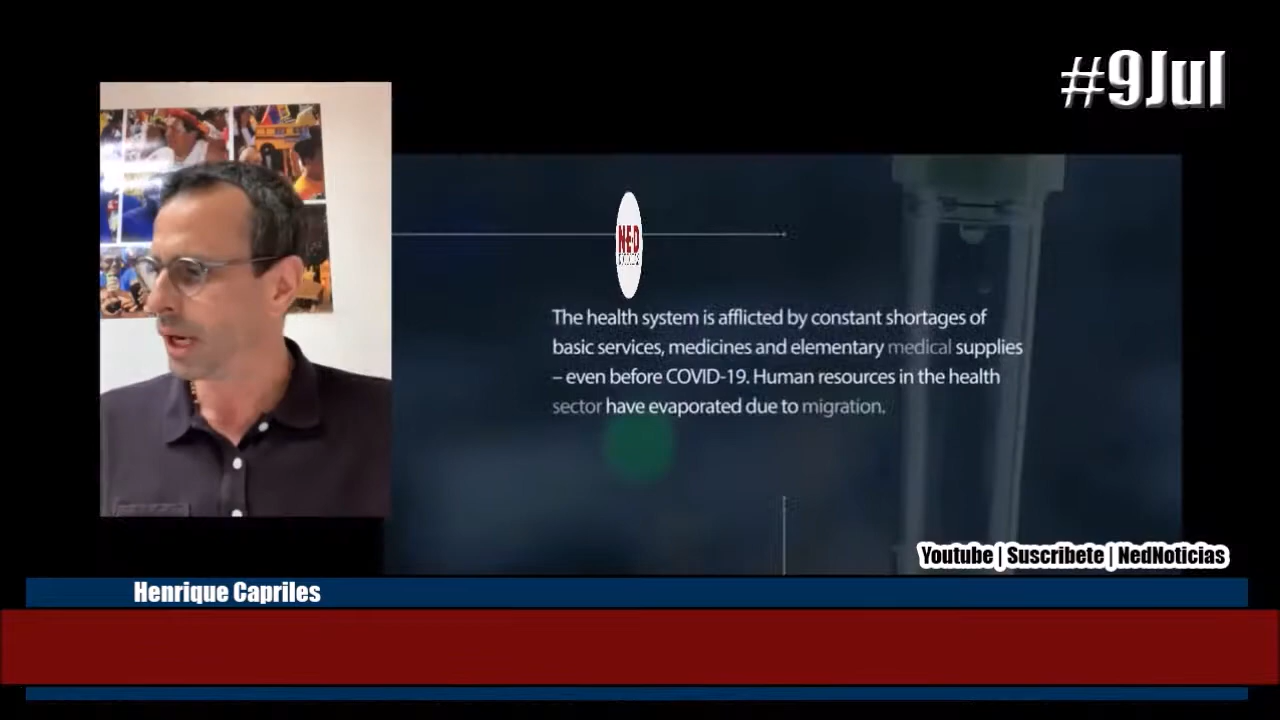 #9Jul
NED
The health system is afflicted by constant shortages of
basic services, medicines and elementary medical supplies
– even before COVID-19. Human resources in the health
sector have evaporated due to migration.
Youtube | Suscribete | NedNoticias
Henrique Capriles